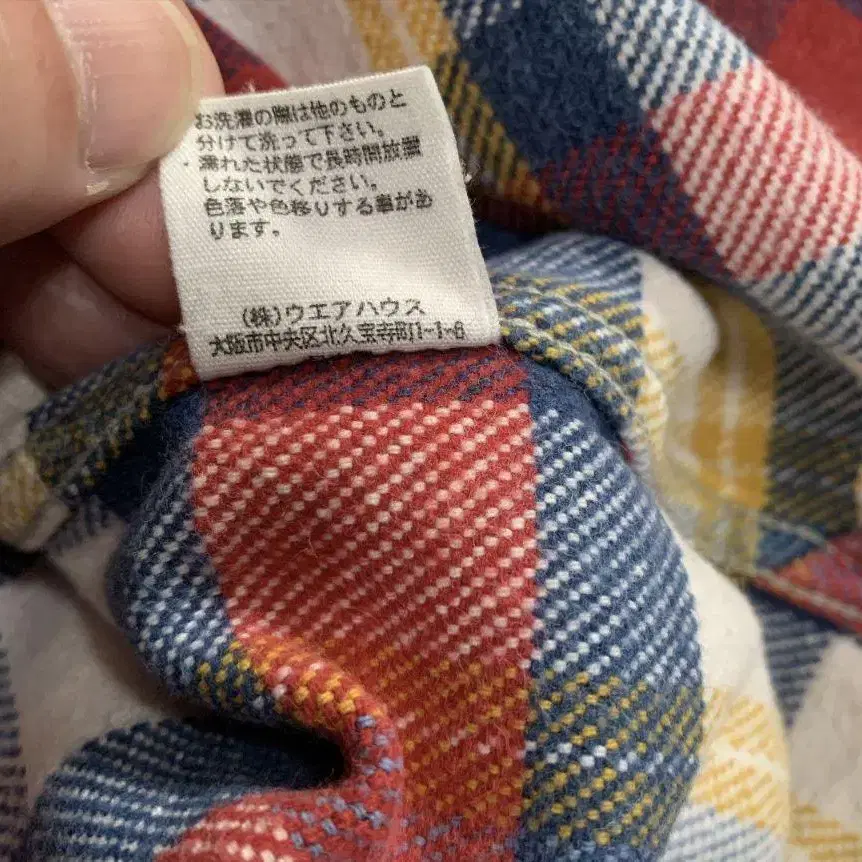 お洗濯の際は他のものと
分けて洗って下さい。
・濡れた状態で長時間放置
しないでください。
色落や色移りする事があ
ります。
(株)ウエアハウス
大阪市中央区北久宝寺町1-1-8